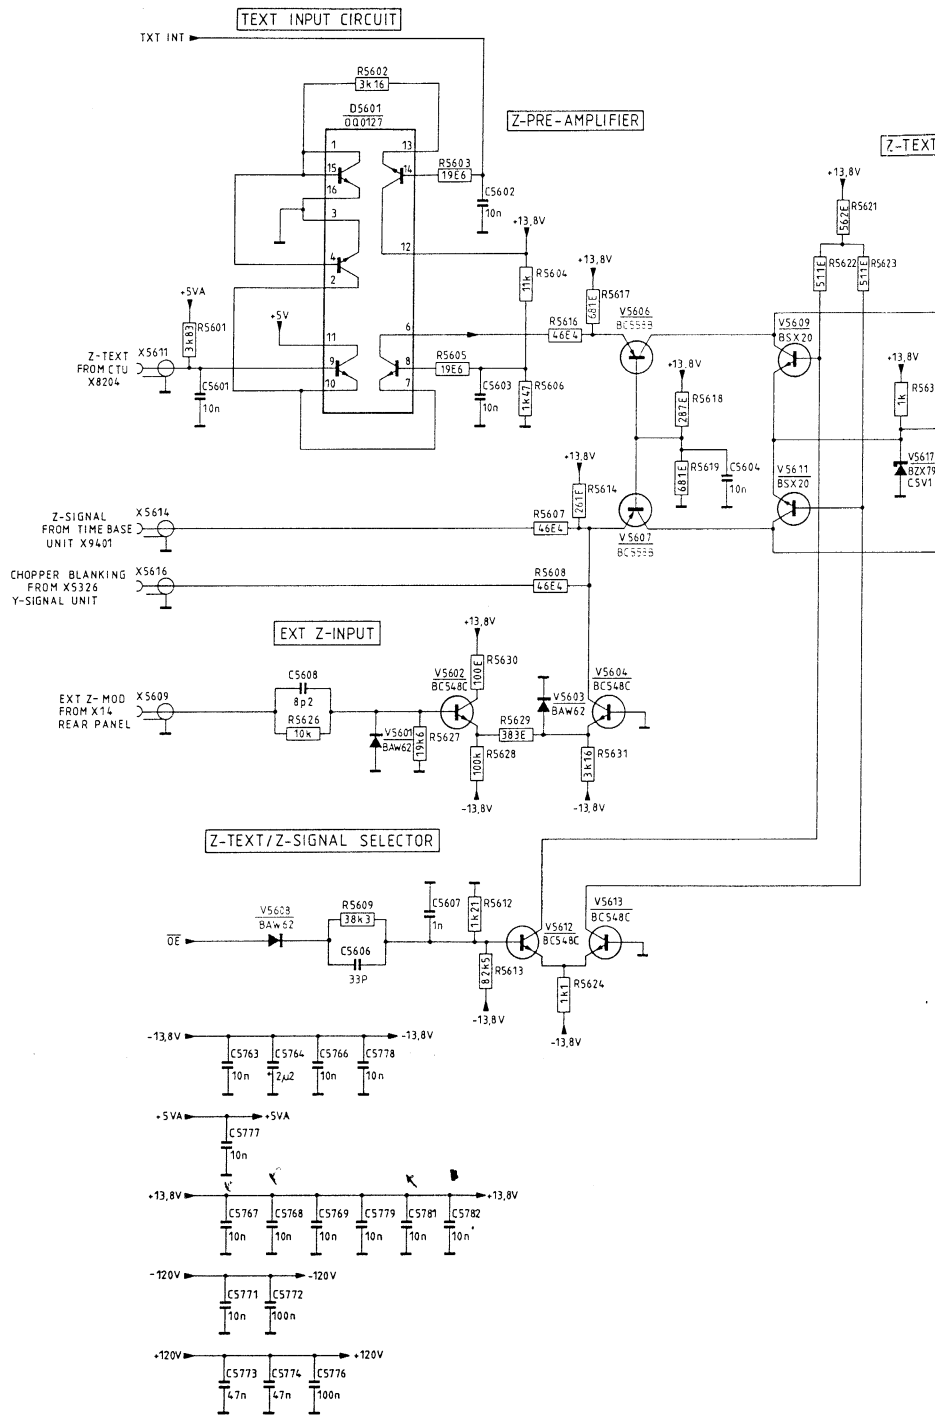 TEXT INPUT CIRCUIT
TXT INT
R5602
3k16
D5601
OQ0127
1
13
15
14
16
3
4
12
2
6
11
9
8
10
7
Z-PRE-AMPLIFIER
R5603
19E6
C5602
10n
+13,8V
R5604
11k
R5605
19E6
C5603
10n
R5606
1k47
+5VA
R5601
3k83
+5V
Z-TEXT
FROM CTU
X8204
X5611
C5601
10n
Z-TEXT
+13,8V
R5621
562E
R5622
511E
R5623
511E
+13,8V
R5617
681E
R5616
46E4
V5606
BC558B
V5609
BSX20
+13,8V
R5618
287E
R5619
681E
C5604
10n
+13,8V
R563
1k
V5617
BZX79
C5V1
V5611
BSX20
+13,8V
R5614
261E
V5607
BC558B
Z-SIGNAL
FROM TIME BASE
UNIT X9401
X5614
R5607
46E4
CHOPPER BLANKING
FROM X5326
Y-SIGNAL UNIT
X5616
R5608
46E4
EXT Z-INPUT
+13,8V
R5630
100E
V5602
BC548C
V5603
BAW62
V5604
BC548C
EXT Z-MOD
FROM X14
REAR PANEL
X5609
C5608
8p2
R5626
10k
V5601
BAW62
R5627
19k6
R5629
383E
R5628
100k
-13,8V
R5631
3k16
-13,8V
Z-TEXT/Z-SIGNAL SELECTOR
OE
V5608
BAW62
R5609
38k3
C5606
33P
C5607
1n
R5612
1k21
R5613
82k5
-13,8V
V5612
BC548C
V5613
BC548C
R5624
1k1
-13,8V
-13,8V
-13,8V
C5763
10n
C5764
2µ2
C5766
10n
C5778
10n
+5VA
+5VA
C5777
10n
+13,8V
+13,8V
C5767
10n
C5768
10n
C5769
10n
C5779
10n
C5781
10n
C5782
10n
-120V
-120V
C5771
10n
C5772
100n
+120V
+120V
C5773
47n
C5774
47n
C5776
100n